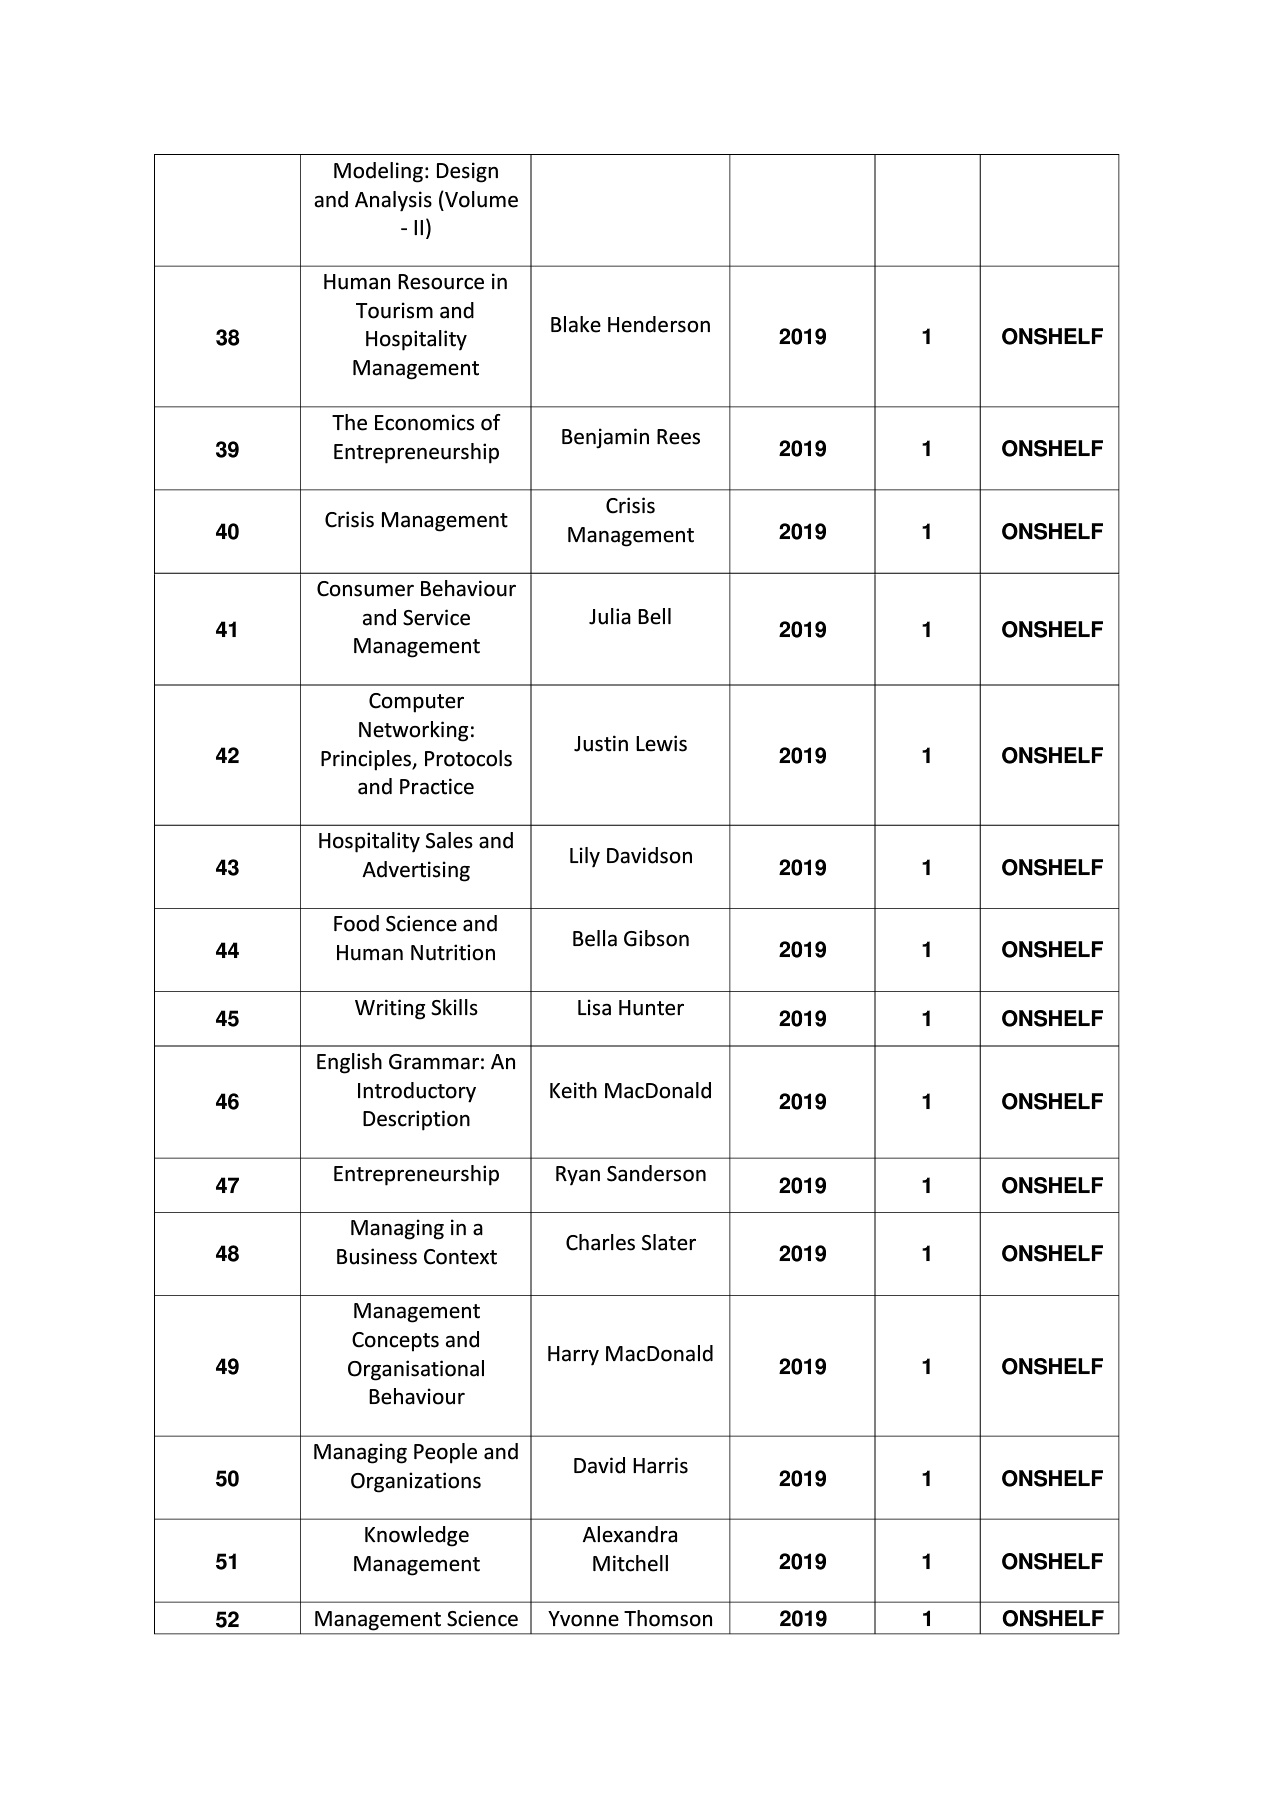 Modeling: Design
and Analysis (Volume
- II)
38
Human Resource in
Tourism and
Hospitality
Management
Blake Henderson
2019
1
ONSHELF
39
The Economics of
Entrepreneurship
Benjamin Rees
2019
1
ONSHELF
40
Crisis Management
Crisis
Management
2019
1
ONSHELF
41
Consumer Behaviour
and Service
Management
Julia Bell
2019
1
ONSHELF
42
Computer
Networking:
Principles, Protocols
and Practice
Justin Lewis
2019
1
ONSHELF
43
Hospitality Sales and
Advertising
Lily Davidson
2019
1
ONSHELF
44
Food Science and
Human Nutrition
Bella Gibson
2019
1
ONSHELF
45
Writing Skills
Lisa Hunter
2019
1
ONSHELF
46
English Grammar: An
Introductory
Description
Keith MacDonald
2019
1
ONSHELF
47
Entrepreneurship
Ryan Sanderson
2019
1
ONSHELF
48
Managing in a
Business Context
Charles Slater
2019
1
ONSHELF
49
Management
Concepts and
Organisational
Behaviour
Harry MacDonald
2019
1
ONSHELF
50
Managing People and
Organizations
David Harris
2019
1
ONSHELF
51
Knowledge
Management
Alexandra
Mitchell
2019
1
ONSHELF
52
Management Science
Yvonne Thomson
2019
1
ONSHELF